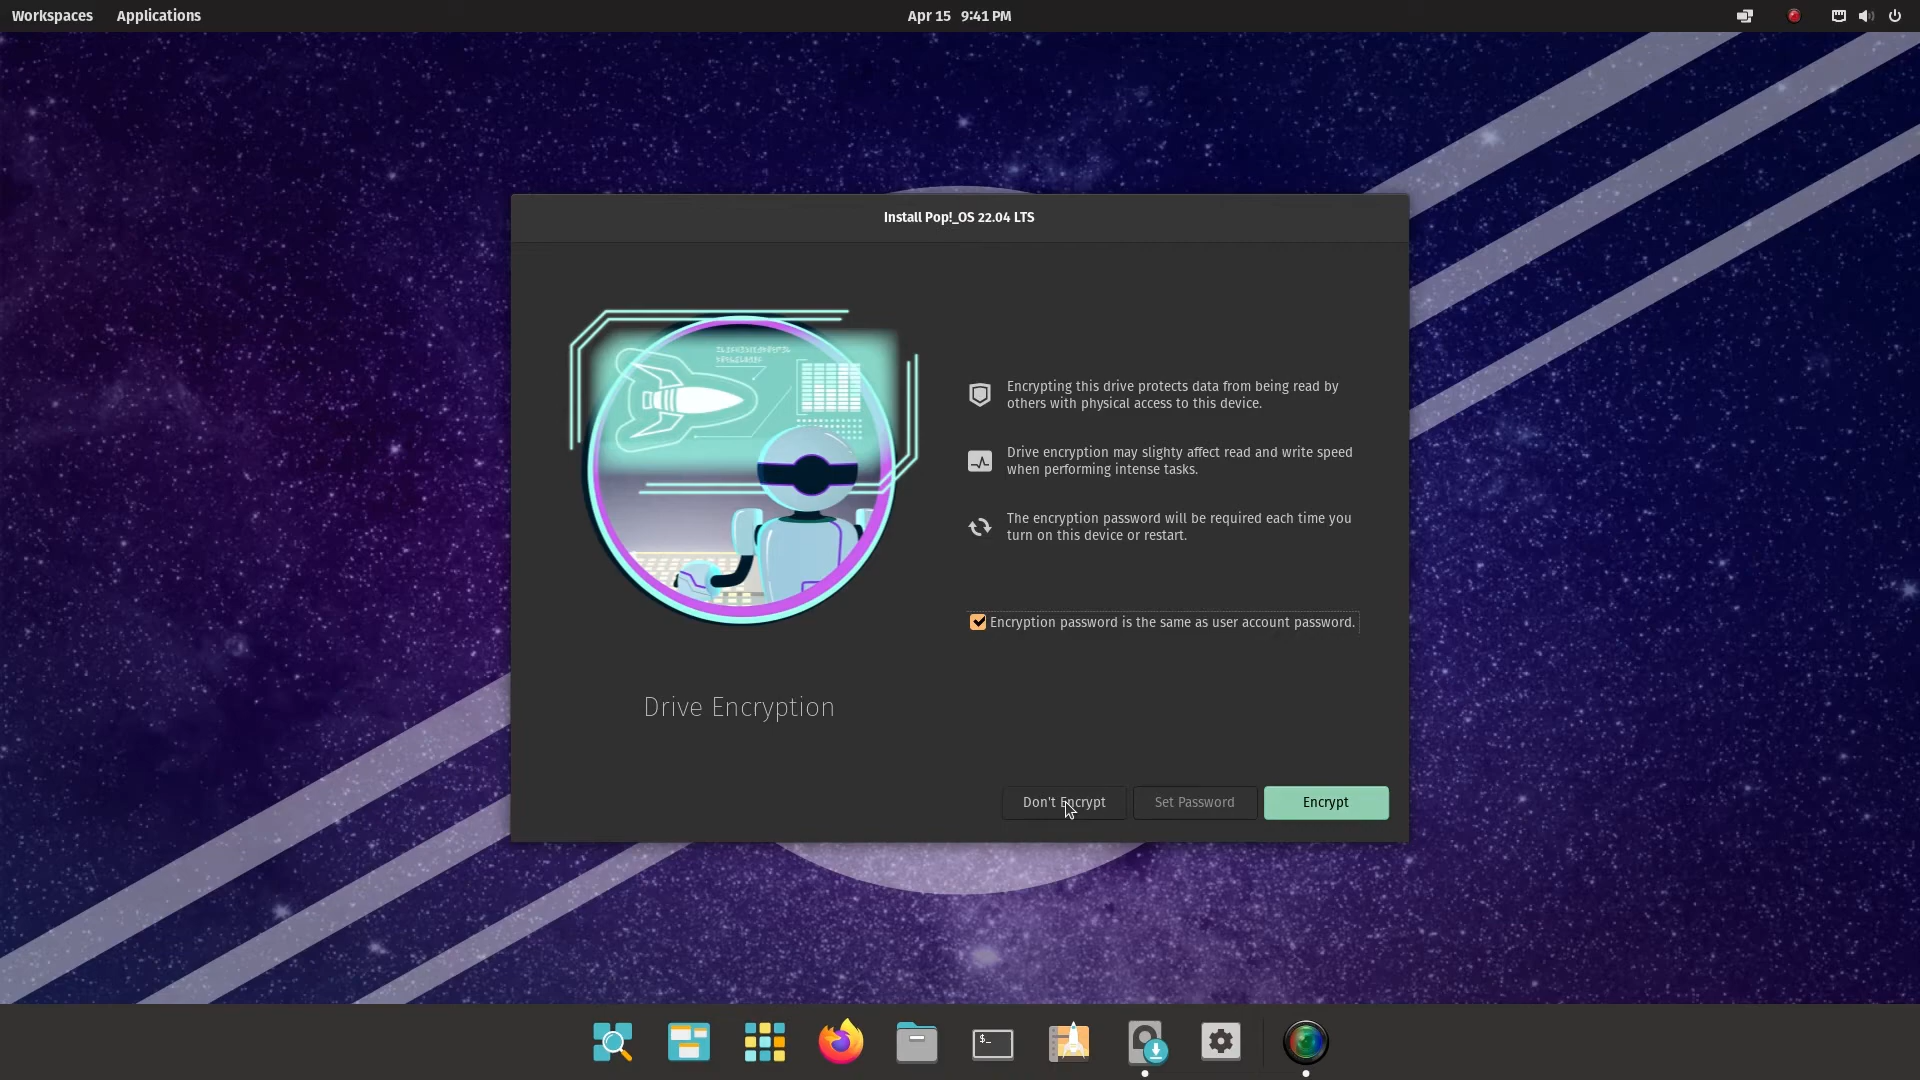 Workspaces Applications Apr 15 9:41 PM
Install Pop!_OS 22.04 LTS
Encrypting this drive protects data from being read by
others with physical access to this device.
Drive encryption may slighty affect read and write speed
when performing intense tasks.
The encryption password will be required each time you
turn on this device or restart.
Encryption password is the same as user account password.
Drive Encryption
Don't Encrypt Set Password Encrypt
$_